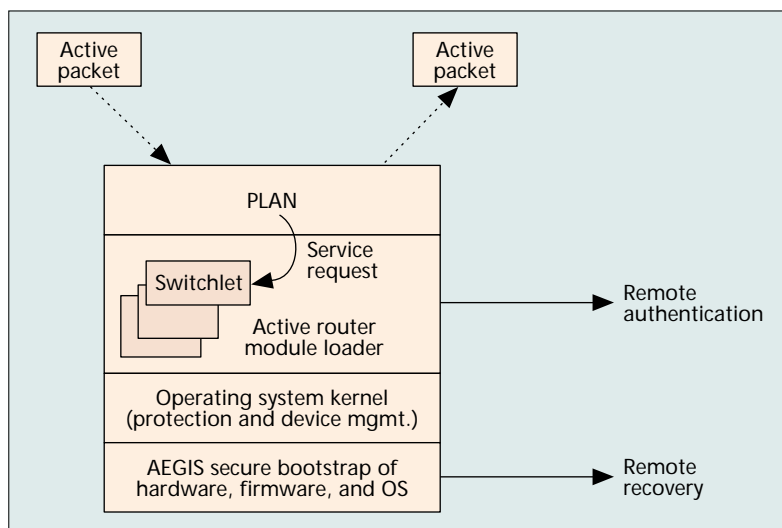 Active
packet
Active
packet
PLAN
Service
request
Switchlet
Active router
module loader
Remote
authentication
Operating system kernel
(protection and device mgmt.)
AEGIS secure bootstrap of
hardware, firmware, and OS
Remote
recovery